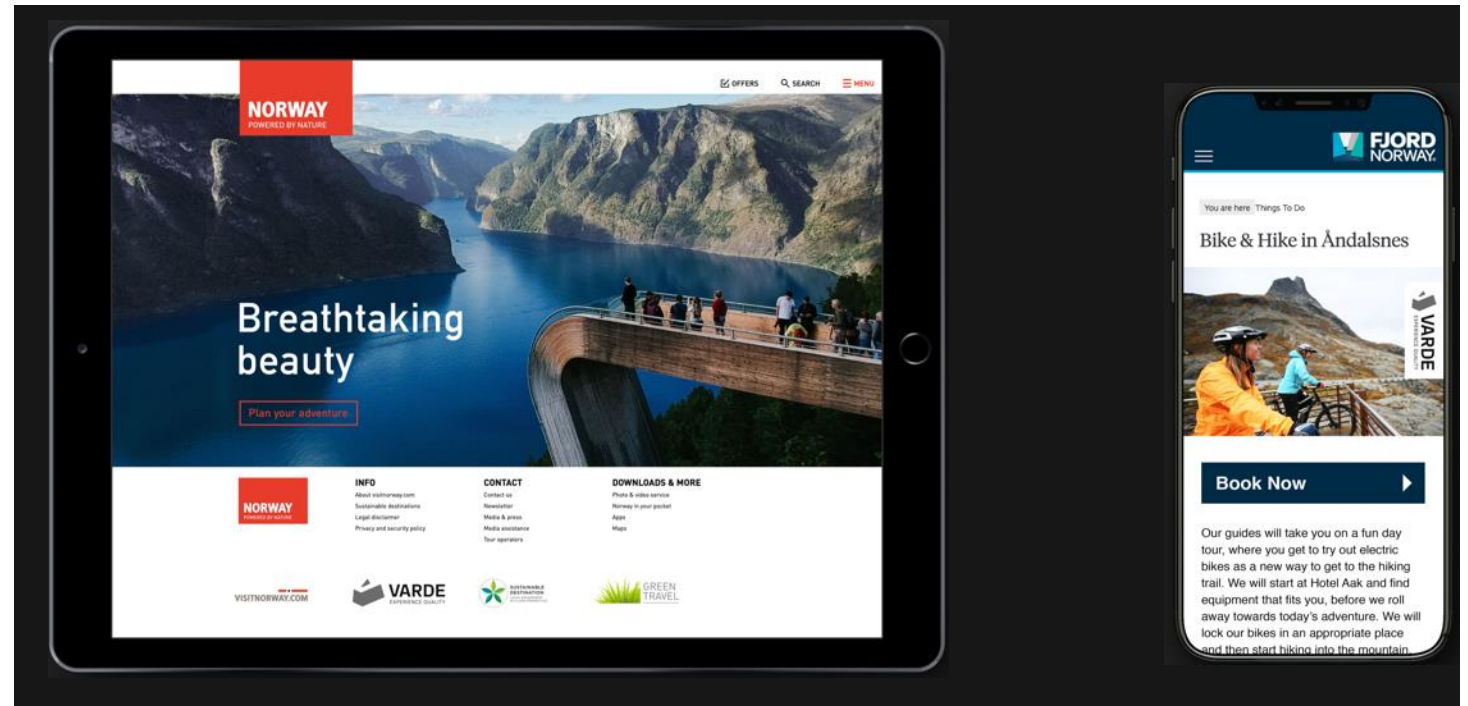 OFFERS
SEARCH
MENU
NORWAY
POWERED BY NATURE
Breathtaking
beauty
Plan your adventure
NORWAY
POWERED BY NATURE
INFO
About visitnorway.com
Sustainable destinations
Legal disclaimer
Privacy and security policy
CONTACT
Contact us
Newsletter
Media & press
Media assistance
Tour operators
DOWNLOADS & MORE
Photo & video service
Norway in your pocket
Apps
Maps
VISITNORWAY.COM
VARDE
EXPERIENCE QUALITY
SUSTAINABLE
DESTINATION
GREEN
TRAVEL
FJORD
NORWAY
You are here Things To Do
Bike & Hike in Åndalsnes
VARDE
EXPERIENCE QUALITY
Book Now
Our guides will take you on a fun day
tour, where you get to try out electric
bikes as a new way to get to the hiking
trail. We will start at Hotel Aak and find
equipment that fits you, before we roll
away towards today's adventure. We will
lock our bikes in an appropriate place
and then start hiking into the mountain.